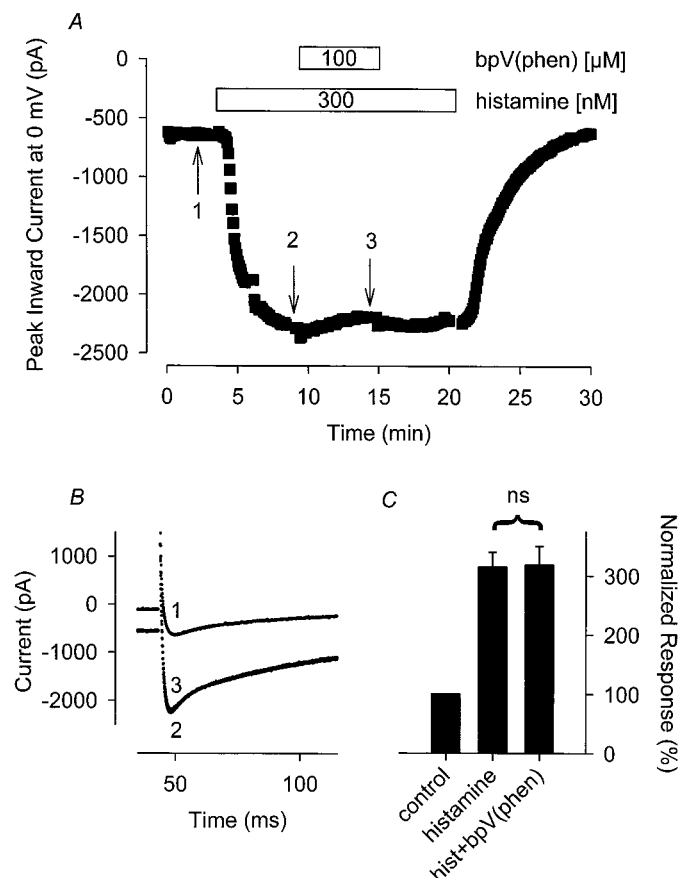 A
Peak Inward Current at 0 mV (pA)
0
-500
-1000
-1500
-2000
-2500
100
bpV(phen) [µM]
300
histamine [nM]
1
2
3
0
5
10
15
20
25
30
Time (min)
B
Current (pA)
1000
0
-1000
-2000
1
3
2
50
100
Time (ms)
C
ns
Normalized Response (%)
300
200
100
0
control
histamine
hist+bpV(phen)